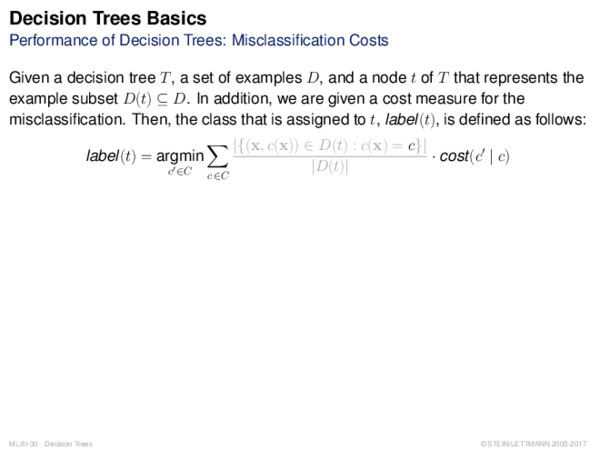 Decision Trees Basics
Performance of Decision Trees: Misclassification Costs
Given a decision tree T, a set of examples D, and a node t of T that represents the
example subset D(t) ⊆ D. In addition, we are given a cost measure for the
misclassification. Then, the class that is assigned to t, label(t), is defined as follows:
label(t) = argmin_{c′∈C} ∑_{c∈C} |{(x, c(x)) ∈ D(t) : c(x) = c}| / |D(t)| · cost(c′ | c)
ML:III-30 Decision Trees © STEIN/LETTMANN 2005-2017